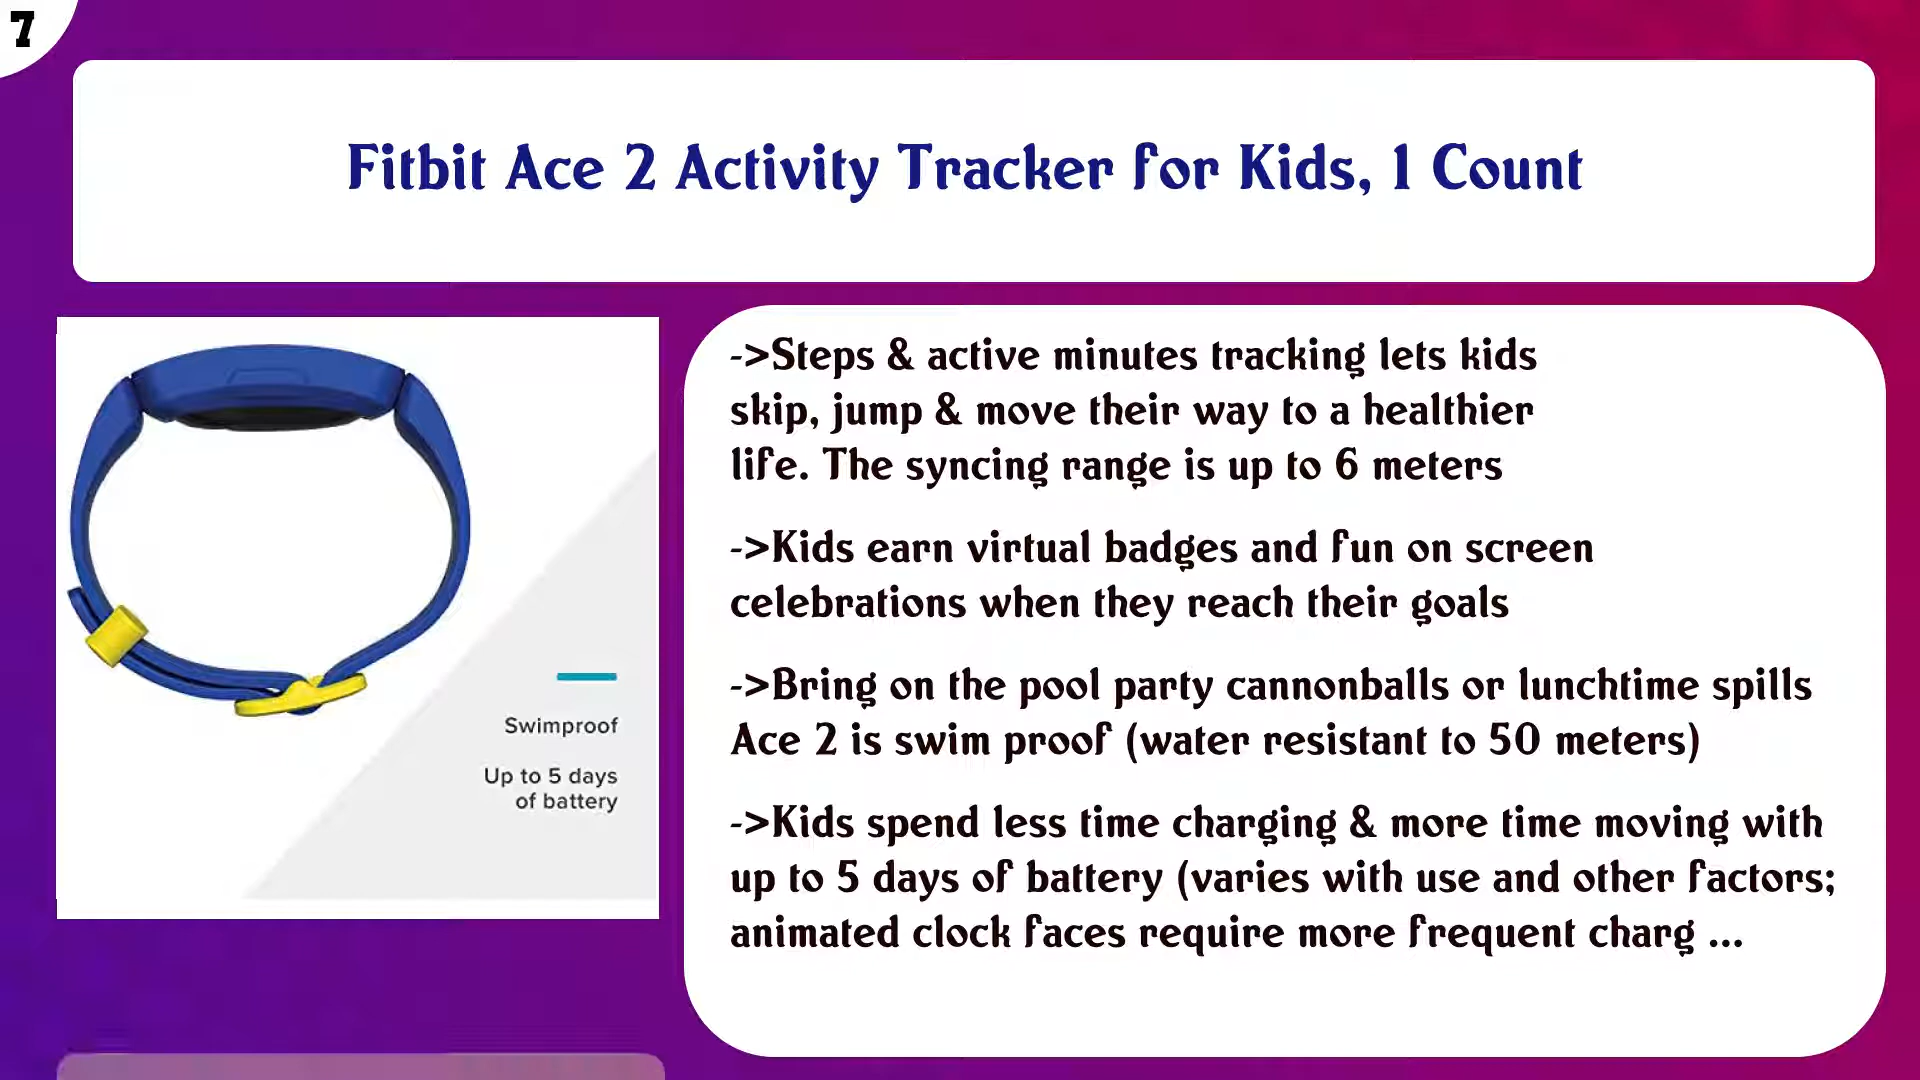 7
Fitbit Ace 2 Activity Tracker for Kids, 1 Count
Swimproof
Up to 5 days
of battery
->Steps & active minutes tracking lets kids
skip, jump & move their way to a healthier
life. The syncing range is up to 6 meters
->Kids earn virtual badges and fun on screen
celebrations when they reach their goals
->Bring on the pool party cannonballs or lunchtime spills
Ace 2 is swim proof (water resistant to 50 meters)
->Kids spend less time charging & more time moving with
up to 5 days of battery (varies with use and other factors;
animated clock faces require more frequent charg ...